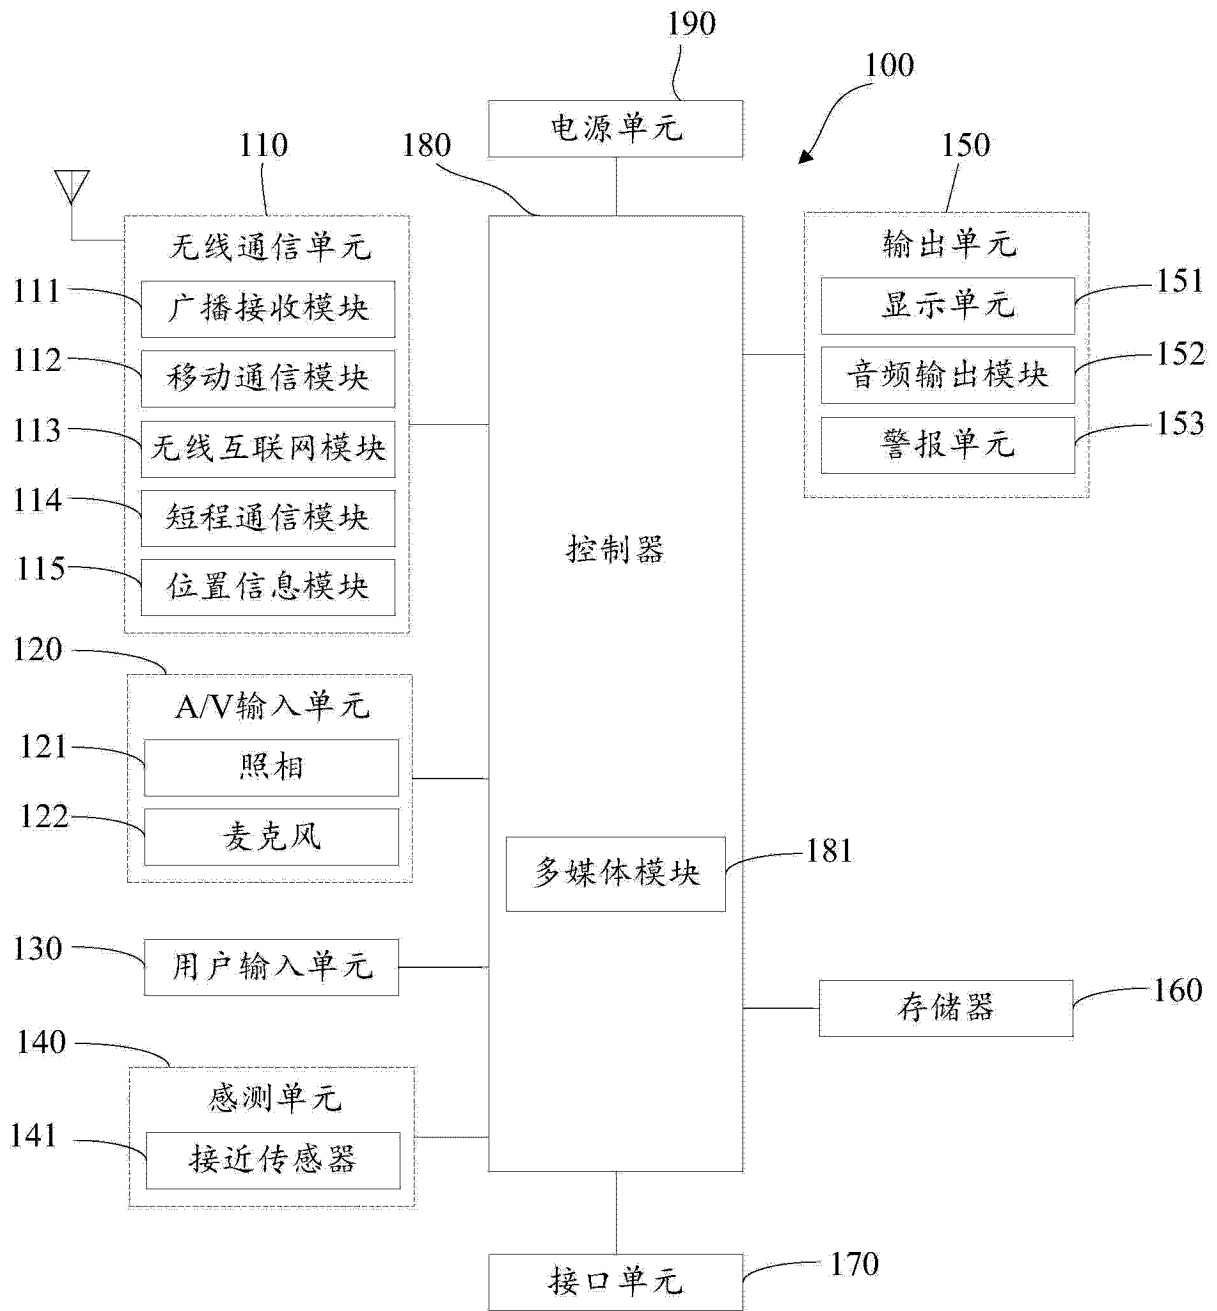 190
100
电源单元
110
180
150
无线通信单元
输出单元
111
广播接收模块
151
显示单元
112
移动通信模块
152
音频输出模块
113
无线互联网模块
153
警报单元
114
短程通信模块
控制器
115
位置信息模块
120
A/V输入单元
121
照相
122
麦克风
多媒体模块
181
130
用户输入单元
160
存储器
140
感测单元
141
接近传感器
170
接口单元